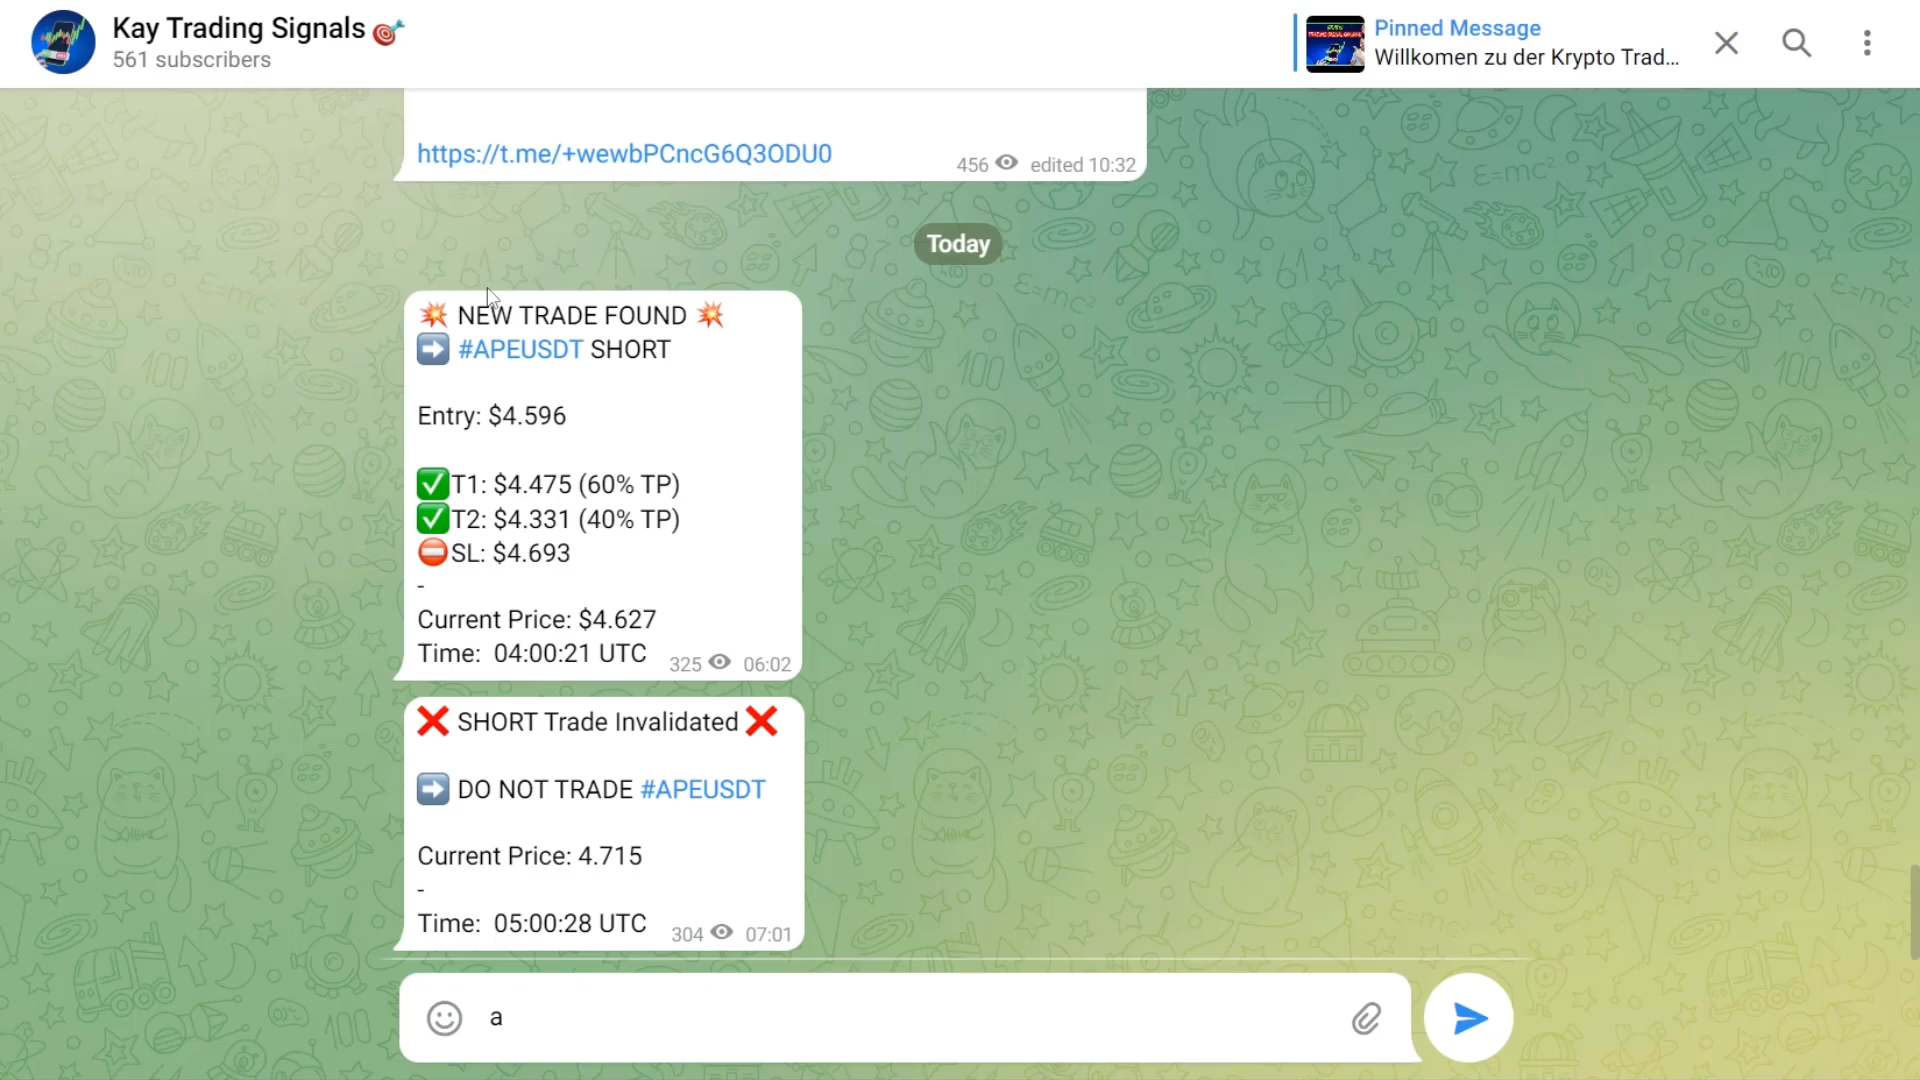 Kay Trading Signals 🎯
561 subscribers
Pinned Message
Willkomen zu der Krypto Trad...
https://t.me/+wewbPCncG6Q3ODU0
456 edited 10:32
Today
💥 NEW TRADE FOUND 💥
➡️ #APEUSDT SHORT
Entry: $4.596
✅T1: $4.475 (60% TP)
✅T2: $4.331 (40% TP)
⛔SL: $4.693
-
Current Price: $4.627
Time: 04:00:21 UTC
325 06:02
❌ SHORT Trade Invalidated ❌
➡️ DO NOT TRADE #APEUSDT
Current Price: 4.715
-
Time: 05:00:28 UTC
304 07:01
a